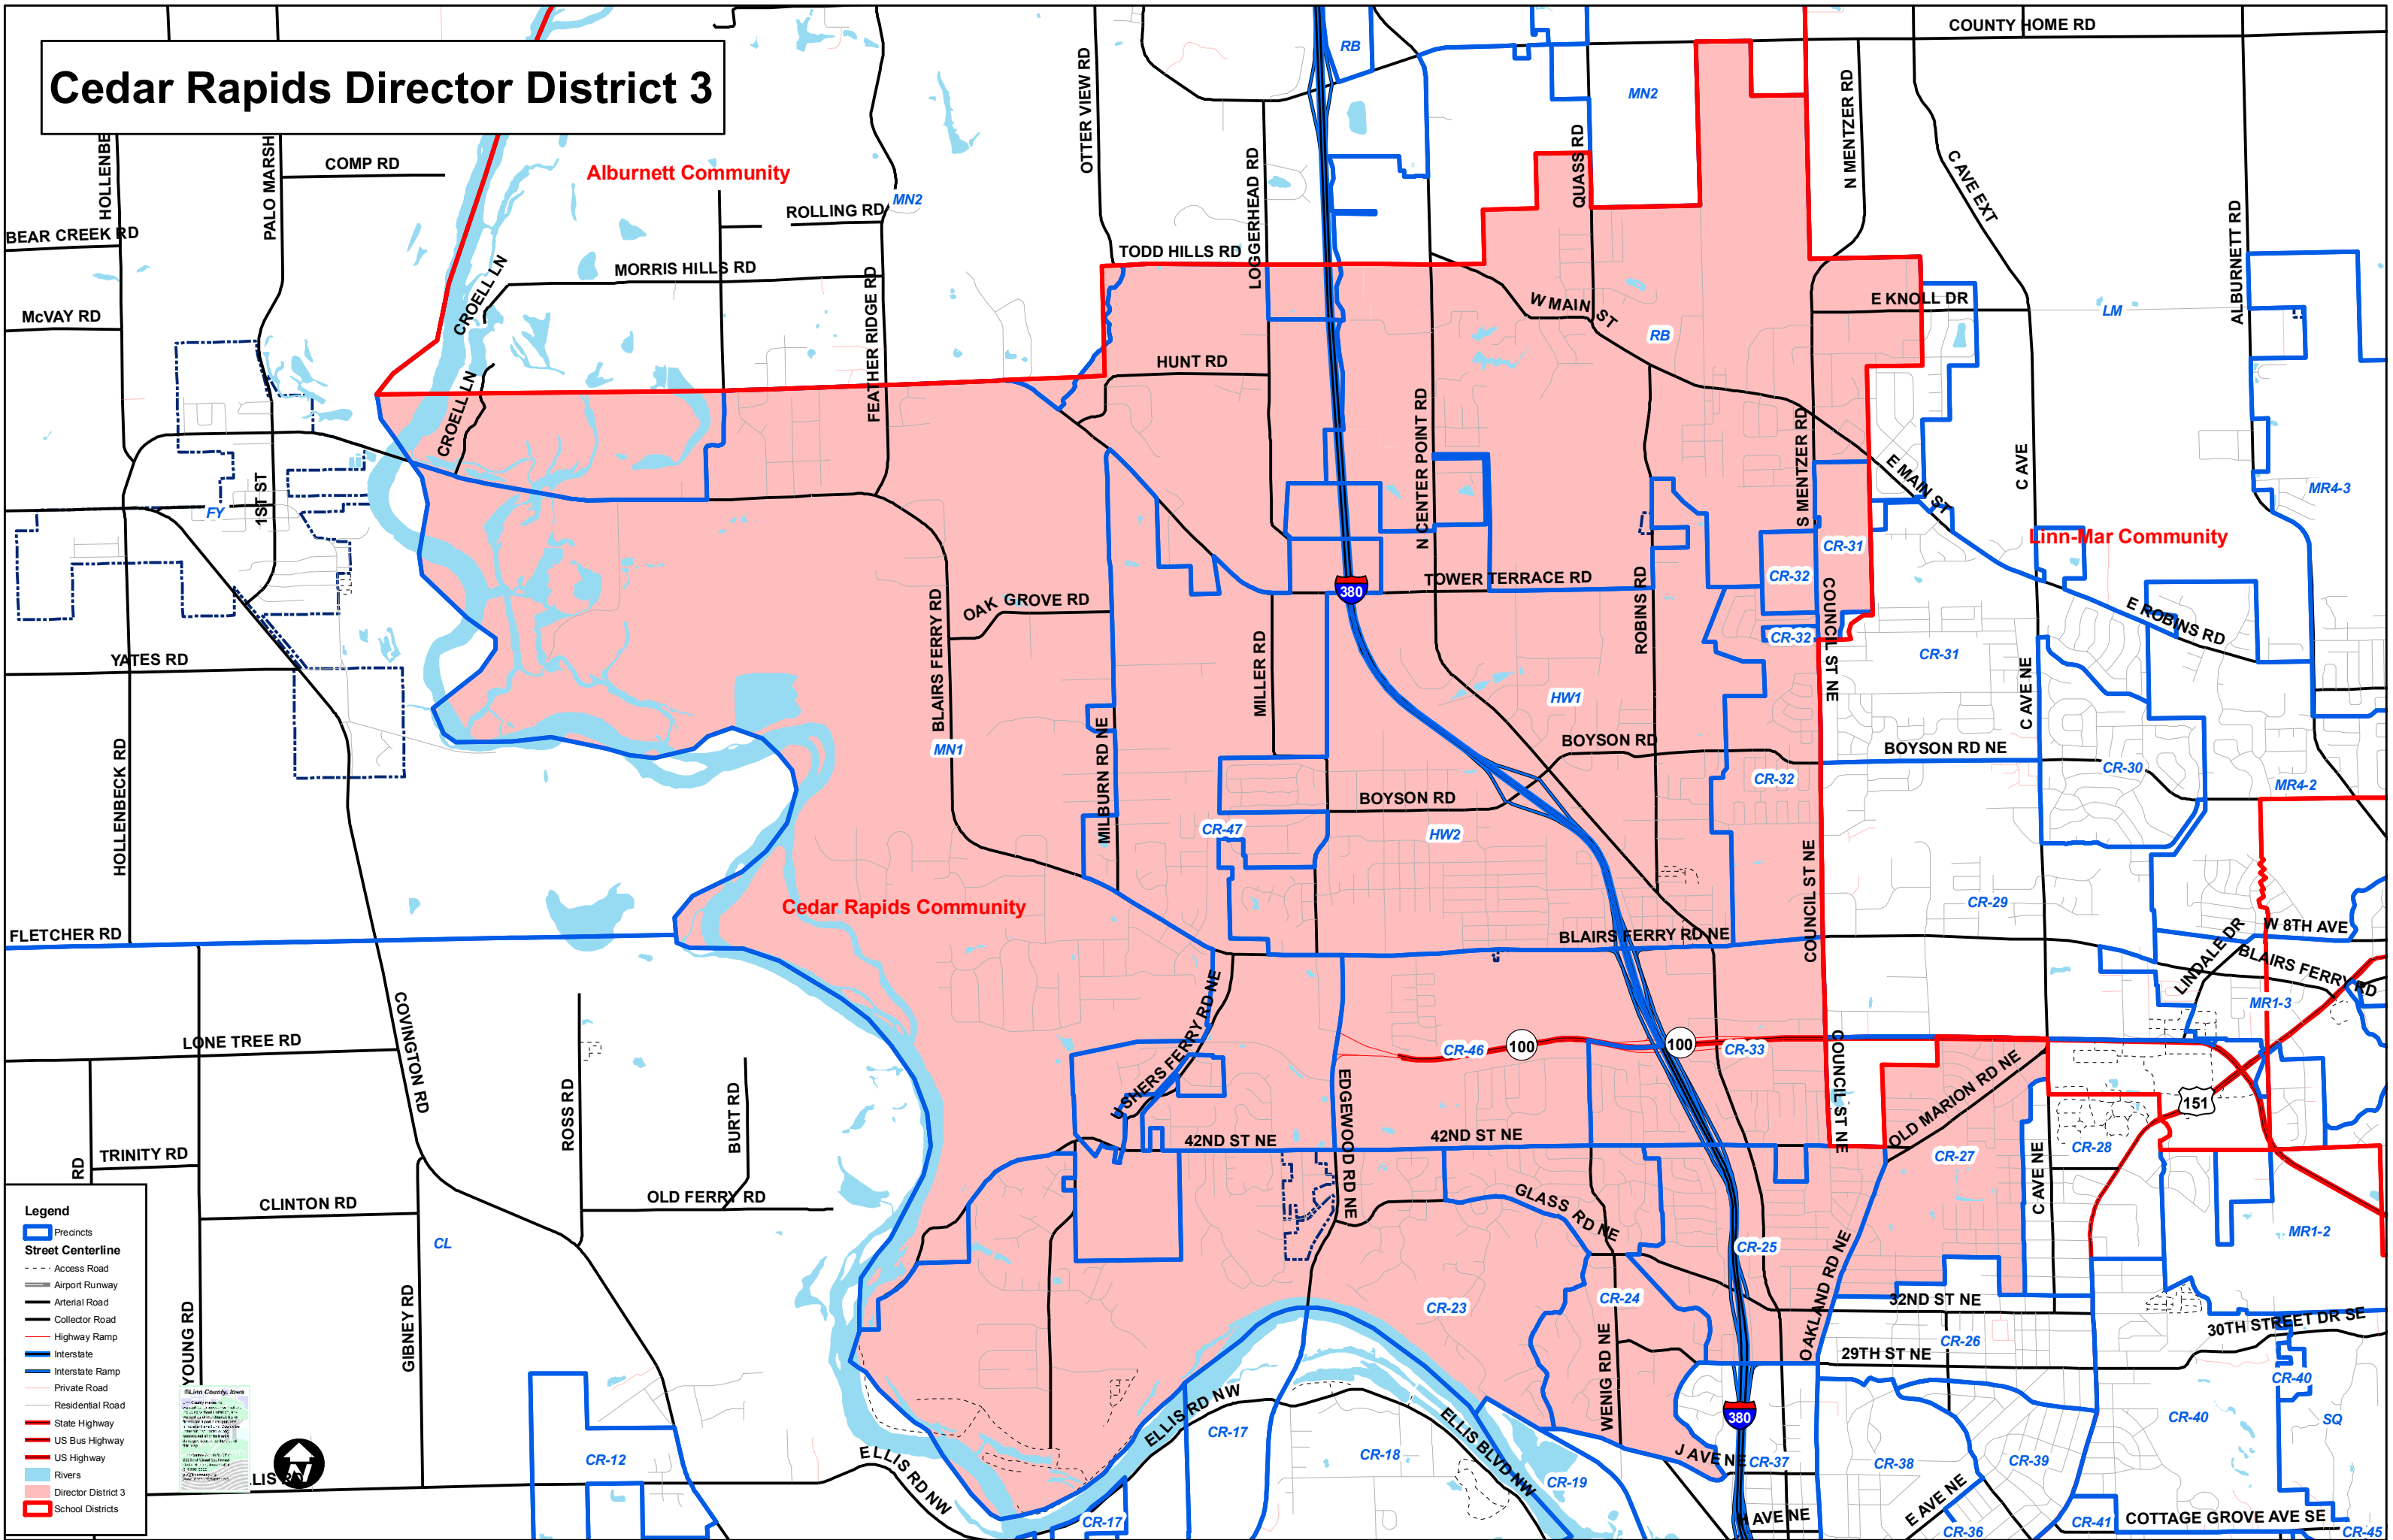 Cedar Rapids Director District 3
COUNTY HOME RD
RB
MN2
OTTER VIEW RD
LOGGERHEAD RD
QUASS RD
N MENTZER RD
C AVE EXT
ALBURNETT RD
PALO MARSH
COMP RD
Alburnett Community
MN2
ROLLING RD
BEAR CREEK RD
TODD HILLS RD
MORRIS HILLS RD
CROELL LN
FEATHER RIDGE RD
McVAY RD
W MAIN ST
E KNOLL DR
LM
RB
HUNT RD
CROELL LN
N CENTER POINT RD
S MENTZER RD
C AVE
E MAIN ST
MR4-3
1ST ST
FY
Linn-Mar Community
CR-31
CR-32
380
TOWER TERRACE RD
COUNCIL ST NE
ROBINS RD
BLAIRS FERRY RD
OAK GROVE RD
E ROBINS RD
CR-32
CR-31
YATES RD
MILLER RD
HW1
C AVE NE
MN1
MILBURN RD NE
BOYSON RD
BOYSON RD NE
CR-30
CR-32
MR4-2
HOLLENBECK RD
BOYSON RD
CR-47
HW2
COUNCIL ST NE
CR-29
Cedar Rapids Community
FLETCHER RD
BLAIRS FERRY RD NE
LINDALE DR
W 8TH AVE
BLAIRS FERRY RD
MR1-3
COVINGTON RD
USHERS FERRY RD NE
LONE TREE RD
CR-46
100
100
CR-33
COUNCIL ST NE
OLD MARION RD NE
151
ROSS RD
BURT RD
EDGEWOOD RD NE
42ND ST NE
42ND ST NE
CR-28
CR-27
TRINITY RD
RD
C AVE NE
CLINTON RD
OLD FERRY RD
GLASS RD NE
MR1-2
CL
CR-25
OAKLAND RD NE
CR-23
CR-24
32ND ST NE
30TH STREET DR SE
GIBNEY RD
YOUNG RD
WENIG RD NE
CR-26
29TH ST NE
CR-40
ELLIS RD NW
380
CR-17
CR-40
SQ
ELLIS BLVD NW
CR-12
ELLIS RD NW
CR-18
CR-19
J AVE NE
CR-37
CR-38
CR-39
CR-17
H AVE NE
E AVE NE
CR-36
CR-41
COTTAGE GROVE AVE SE
CR-45
Legend
Precincts
Street Centerline
Access Road
Airport Runway
Arterial Road
Collector Road
Highway Ramp
Interstate
Interstate Ramp
Private Road
Residential Road
State Highway
US Bus Highway
US Highway
Rivers
Director District 3
School Districts
Linn County, Iowa
N